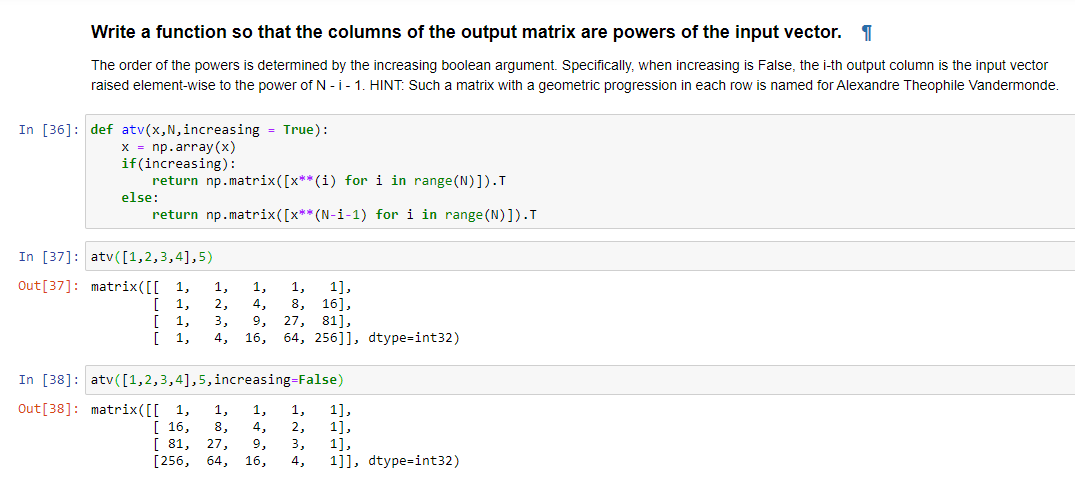 Write a function so that the columns of the output matrix are powers of the input vector. ¶
The order of the powers is determined by the increasing boolean argument. Specifically, when increasing is False, the i-th output column is the input vector
raised element-wise to the power of N - i - 1. HINT: Such a matrix with a geometric progression in each row is named for Alexandre Theophile Vandermonde.
In [36]: def atv(x,N,increasing = True):
    x = np.array(x)
    if(increasing):
        return np.matrix([x**(i) for i in range(N)]).T
    else:
        return np.matrix([x**(N-i-1) for i in range(N)]).T
In [37]: atv([1,2,3,4],5)
Out[37]: matrix([[  1,   1,   1,   1,   1],
        [  1,   2,   4,   8,  16],
        [  1,   3,   9,  27,  81],
        [  1,   4,  16,  64, 256]], dtype=int32)
In [38]: atv([1,2,3,4],5,increasing=False)
Out[38]: matrix([[  1,   1,   1,   1,   1],
        [ 16,   8,   4,   2,   1],
        [ 81,  27,   9,   3,   1],
        [256,  64,  16,   4,   1]], dtype=int32)